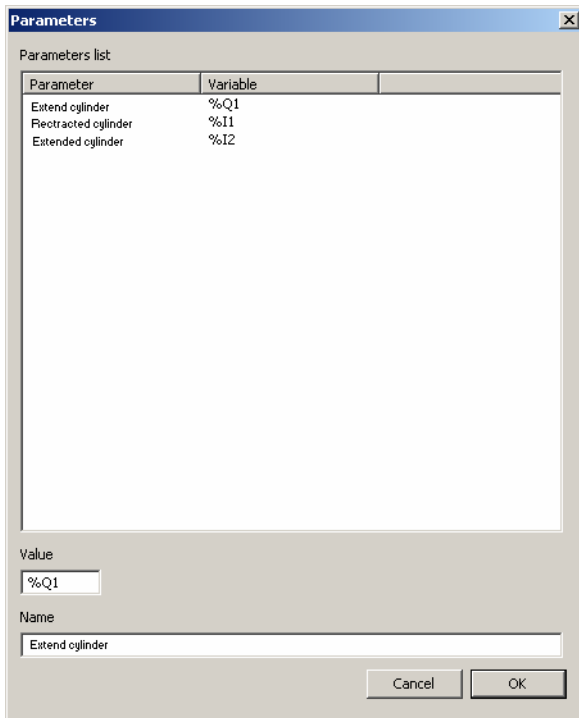 Parameters
Parameters list
Parameter Variable
Extend cylinder %Q1
Rectracted cylinder %I1
Extended cylinder %I2
Value
%Q1
Name
Extend cylinder
Cancel OK